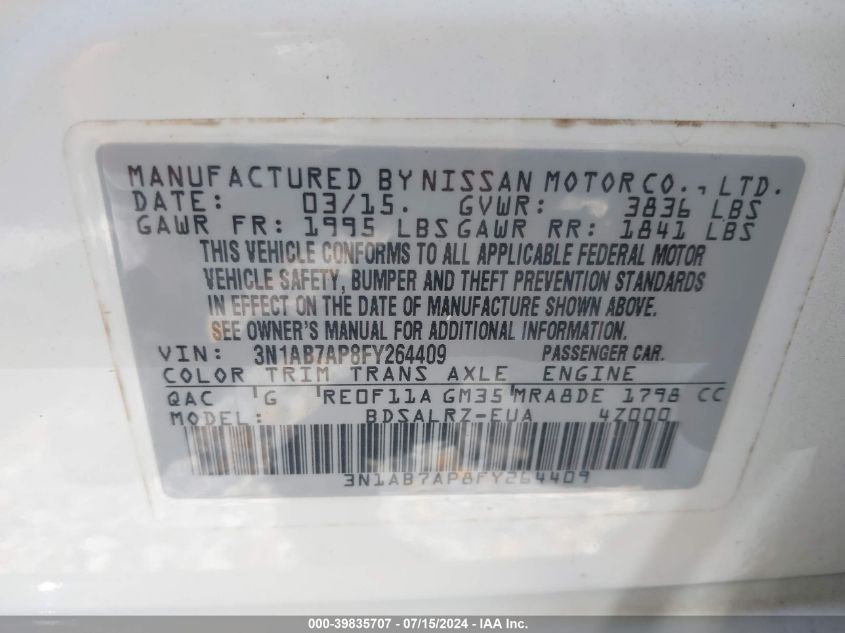 MANUFACTURED BY NISSAN MOTOR CO., LTD.
DATE: 03/15. GVWR: 3836 LBS
GAWR FR: 1995 LBS GAWR RR: 1841 LBS
THIS VEHICLE CONFORMS TO ALL APPLICABLE FEDERAL MOTOR
VEHICLE SAFETY, BUMPER AND THEFT PREVENTION STANDARDS
IN EFFECT ON THE DATE OF MANUFACTURE SHOWN ABOVE.
SEE OWNER'S MANUAL FOR ADDITIONAL INFORMATION.
VIN: 3N1AB7AP8FY264409 PASSENGER CAR.
COLOR TRIM TRANS AXLE ENGINE
QAC G RE0F11A GM35 MRA8DE 1798 CC
MODEL: BDSALRZ-EUA 4Z000
3N1AB7AP8FY264409
000-39835707 - 07/15/2024 - IAA Inc.